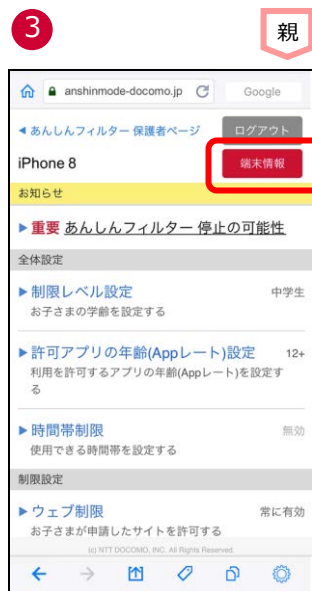 3
親
anshinmode-docomo.jp
Google
◀ あんしんフィルター 保護者ページ
ログアウト
iPhone 8
端末情報
お知らせ
▶重要 あんしんフィルター 停止の可能性
全体設定
▶制限レベル設定 中学生
お子さまの学齢を設定する
▶許可アプリの年齢(Appレート)設定 12+
利用を許可するアプリの年齢(Appレート)を設定す
る
▶時間帯制限 無効
使用できる時間帯を設定する
制限設定
▶ウェブ制限 常に有効
お子さまが申請したサイトを許可する
(c) NTT DOCOMO, INC. All Rights Reserved.